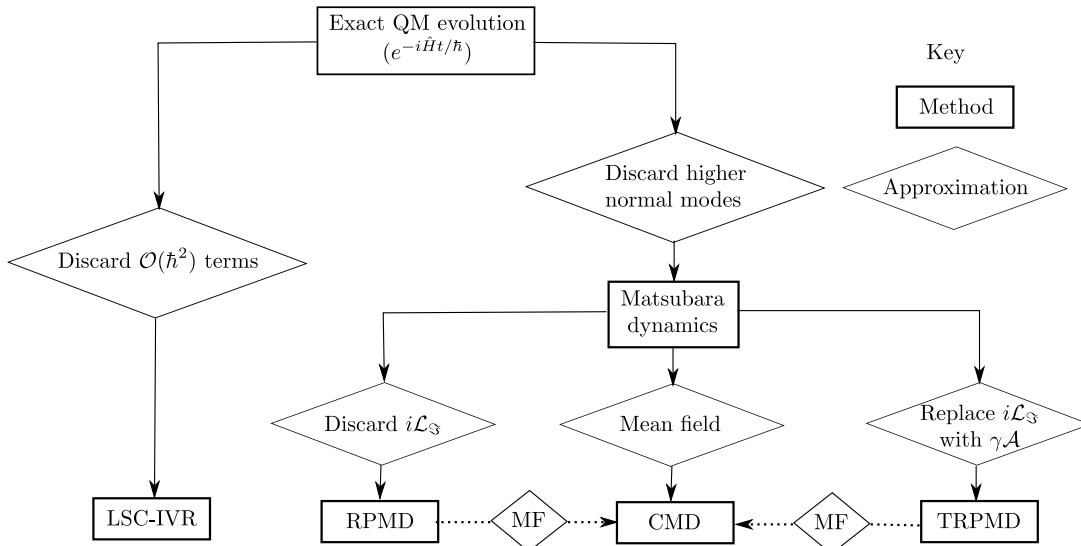 Exact QM evolution
(e^{-iĤt/ħ})
Key
Method
Approximation
Discard higher
normal modes
Discard 𝒪(ħ²) terms
Matsubara
dynamics
Discard iℒ_ℑ
Mean field
Replace iℒ_ℑ
with γ𝒜
LSC-IVR
RPMD
MF
CMD
MF
TRPMD